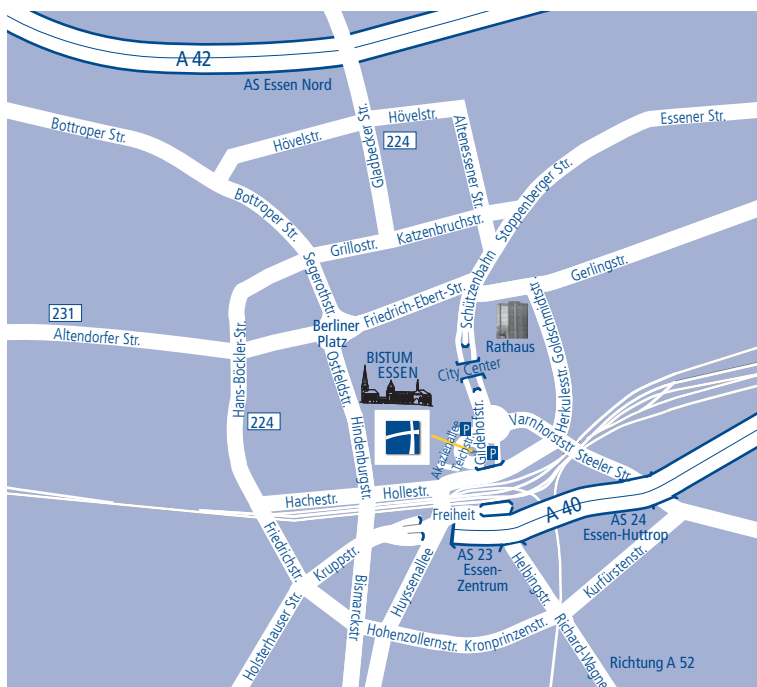 A 42
AS Essen Nord
Bottroper Str.
Hövelstr.
Hövelstr.
Gladbecker Str.
224
Altenessener Str.
Essener Str.
Stoppenberger Str.
Bottroper Str.
Grillostr.
Katzenbruchstr.
Segerothstr.
Schützenbahn
Gerlingstr.
Friedrich-Ebert-Str.
Goldschmidtstr.
231
Altendorfer Str.
Berliner
Platz
Rathaus
Hans-Böckler-Str.
BISTUM
ESSEN
City Center
Ostfeldstr.
Herkulesstr.
224
Hindenburgstr.
Akazienallee
Teichstr.
Gildehofstr.
P
P
Varnhorststr
Steeler Str.
Hachestr.
Hollestr.
Freiheit
A 40
AS 24
Essen-Huttrop
Friedrichstr.
Kruppstr.
AS 23
Essen-
Zentrum
Huyssenallee
Helbingstr.
Kurfürstenstr.
Bismarckstr
Holsterhauser Str.
Hohenzollernstr.
Kronprinzenstr.
Richard-Wagne
Richtung A 52